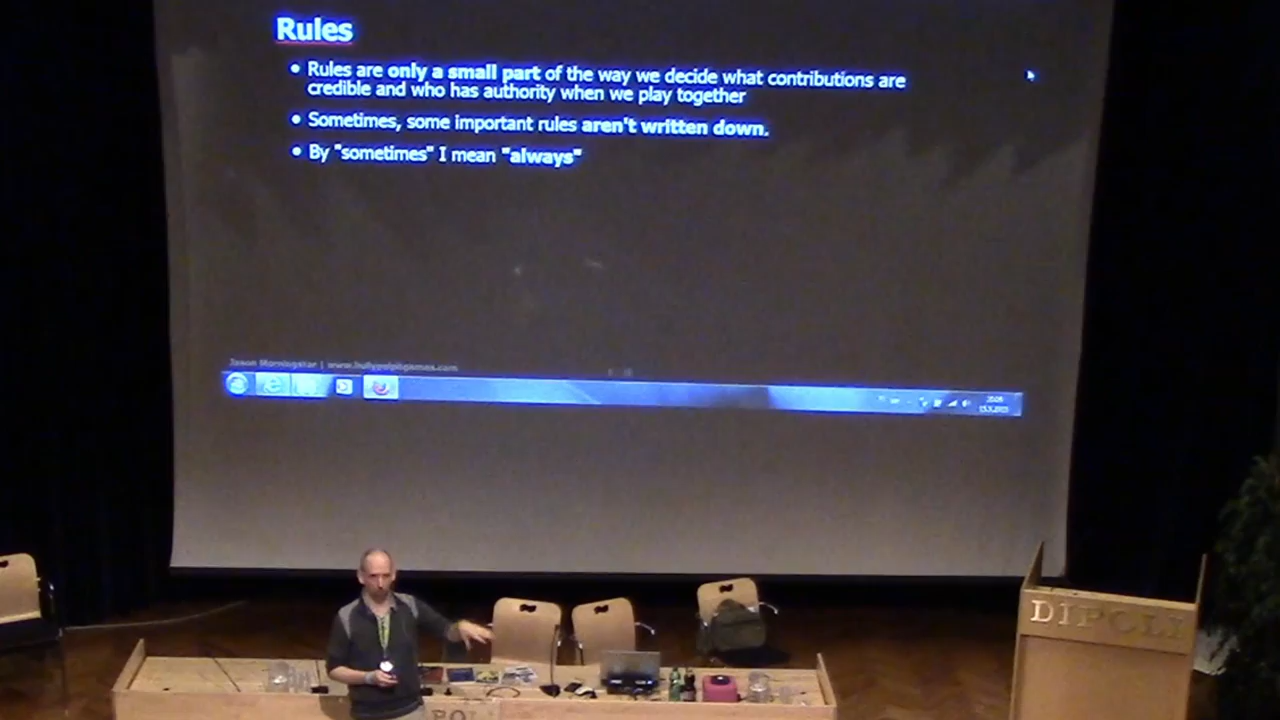 Rules
• Rules are only a small part of the way we decide what contributions are
credible and who has authority when we play together
• Sometimes, some important rules aren't written down.
• By "sometimes" I mean "always"
Jason Morningstar | www.bullypulpitgames.com
DIPOLI
POLI